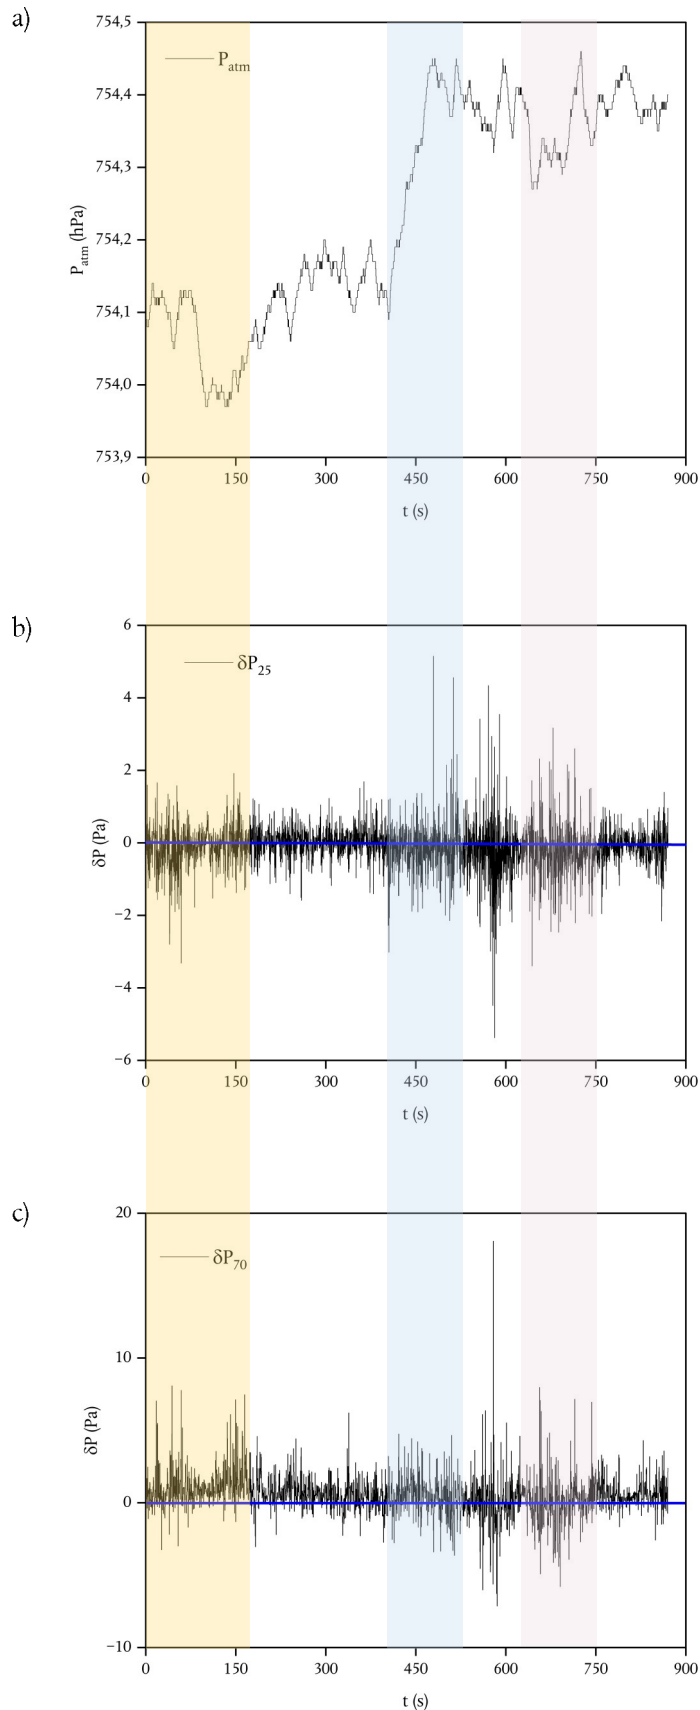 a)
754,5
P_atm
754,4
754,3
P_atm (hPa)
754,2
754,1
754,0
753,9
0 150 300 450 600 750 900
t (s)
b)
6
δP_25
4
2
δP (Pa)
0
−2
−4
−6
0 150 300 450 600 750 900
t (s)
c)
20
δP_70
10
δP (Pa)
0
−10
0 150 300 450 600 750 900
t (s)